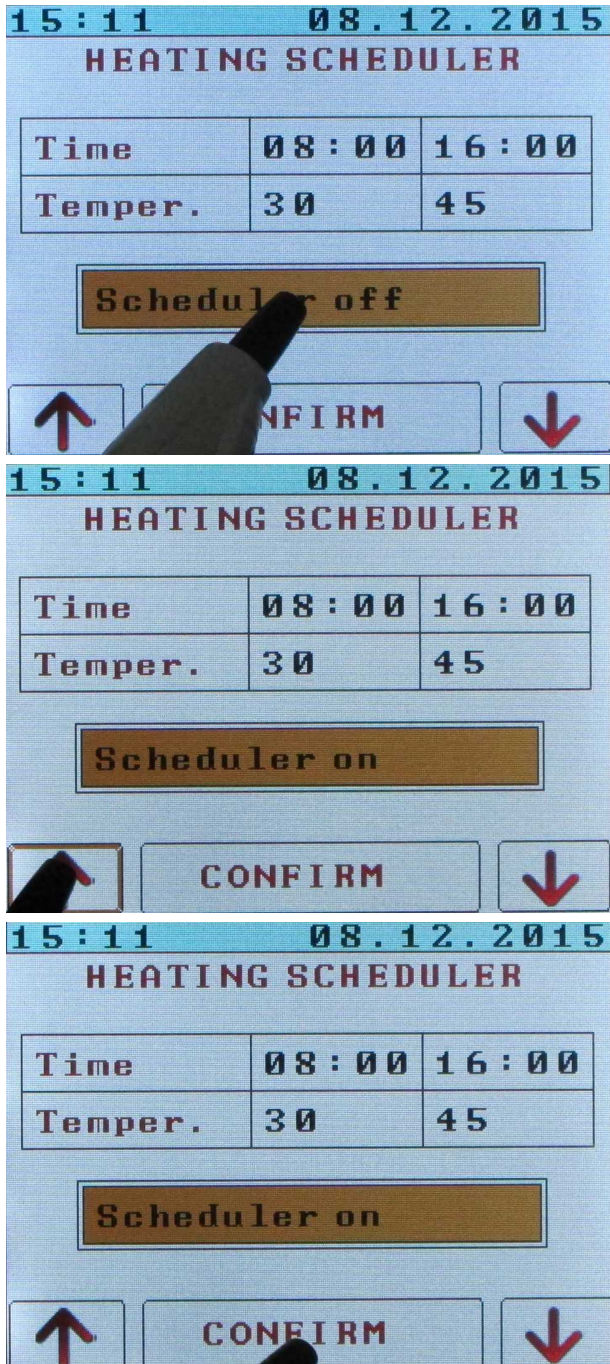 15:11 08.12.2015
HEATING SCHEDULER
Time 08:00 16:00
Temper. 30 45
Scheduler off
NFIRM
15:11 08.12.2015
HEATING SCHEDULER
Time 08:00 16:00
Temper. 30 45
Scheduler on
CONFIRM
15:11 08.12.2015
HEATING SCHEDULER
Time 08:00 16:00
Temper. 30 45
Scheduler on
CONFIRM